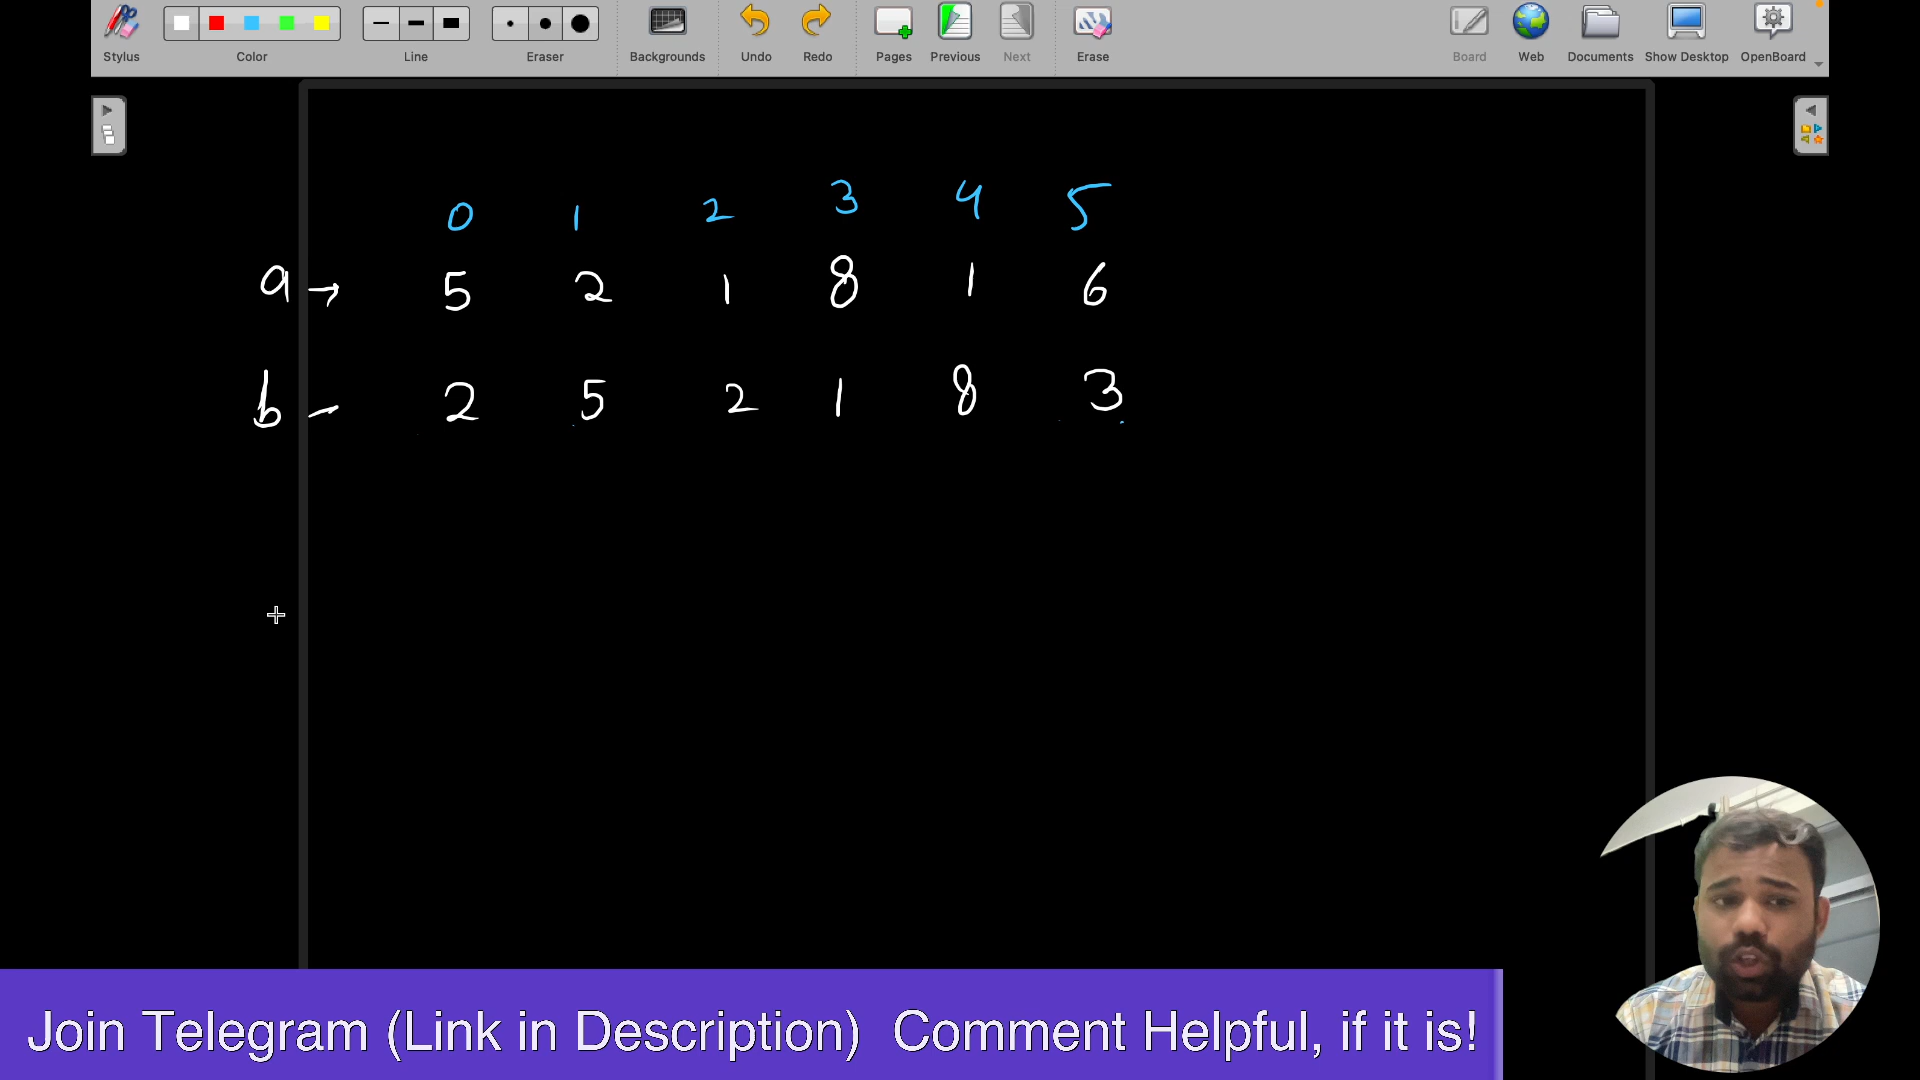 Stylus Color Line Eraser Backgrounds Undo Redo Pages Previous Next Erase Board Web Documents Show Desktop OpenBoard
0 1 2 3 4 5
a → 5 2 1 8 1 6
b - 2 5 2 1 8 3
Join Telegram (Link in Description) Comment Helpful, if it is!